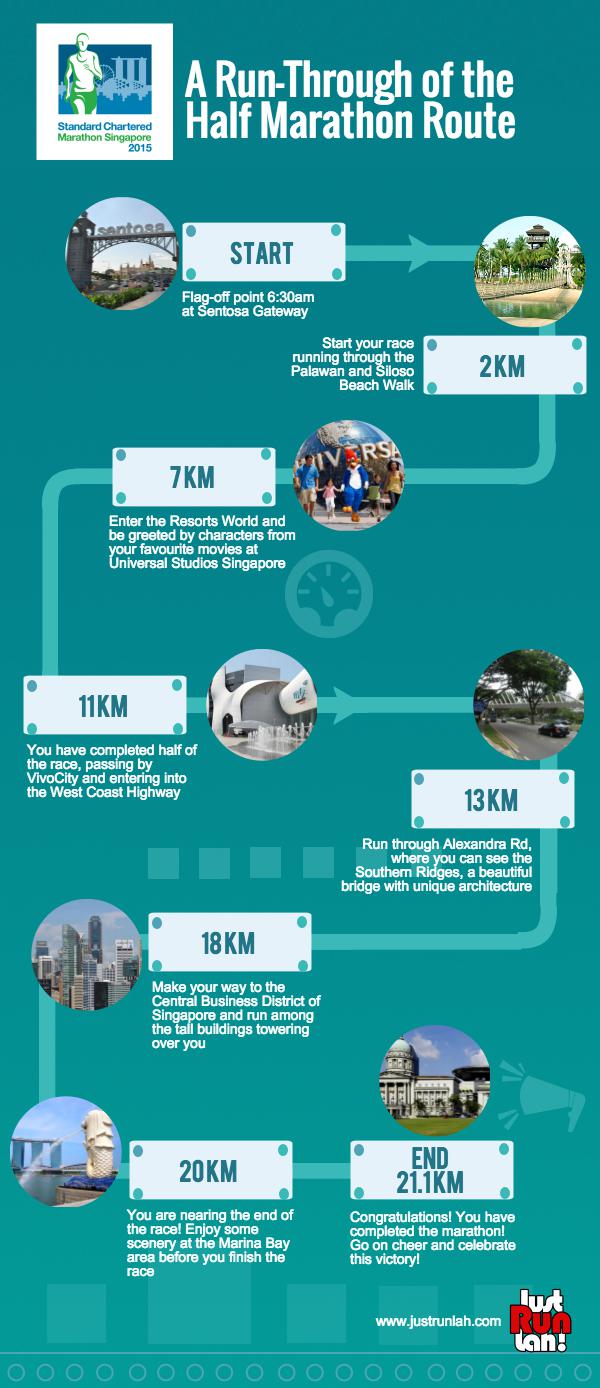 A Run-Through of the
Half Marathon Route
Standard Chartered
Marathon Singapore
2015
sentosa
START
Flag-off point 6:30am
at Sentosa Gateway
Start your race
running through the
Palawan and Siloso
Beach Walk
2KM
7KM
IVERS
Enter the Resorts World and
be greeted by characters from
your favourite movies at
Universal Studios Singapore
11KM
You have completed half of
the race, passing by
VivoCity and entering into
the West Coast Highway
13KM
Run through Alexandra Rd,
where you can see the
Southern Ridges, a beautiful
bridge with unique architecture
18KM
Make your way to the
Central Business District of
Singapore and run among
the tall buildings towering
over you
20KM
You are nearing the end of
the race! Enjoy some
scenery at the Marina Bay
area before you finish the
race
END
21.1KM
Congratulations! You have
completed the marathon!
Go on cheer and celebrate
this victory!
www.justrunlah.com
Just
Run
Lah!